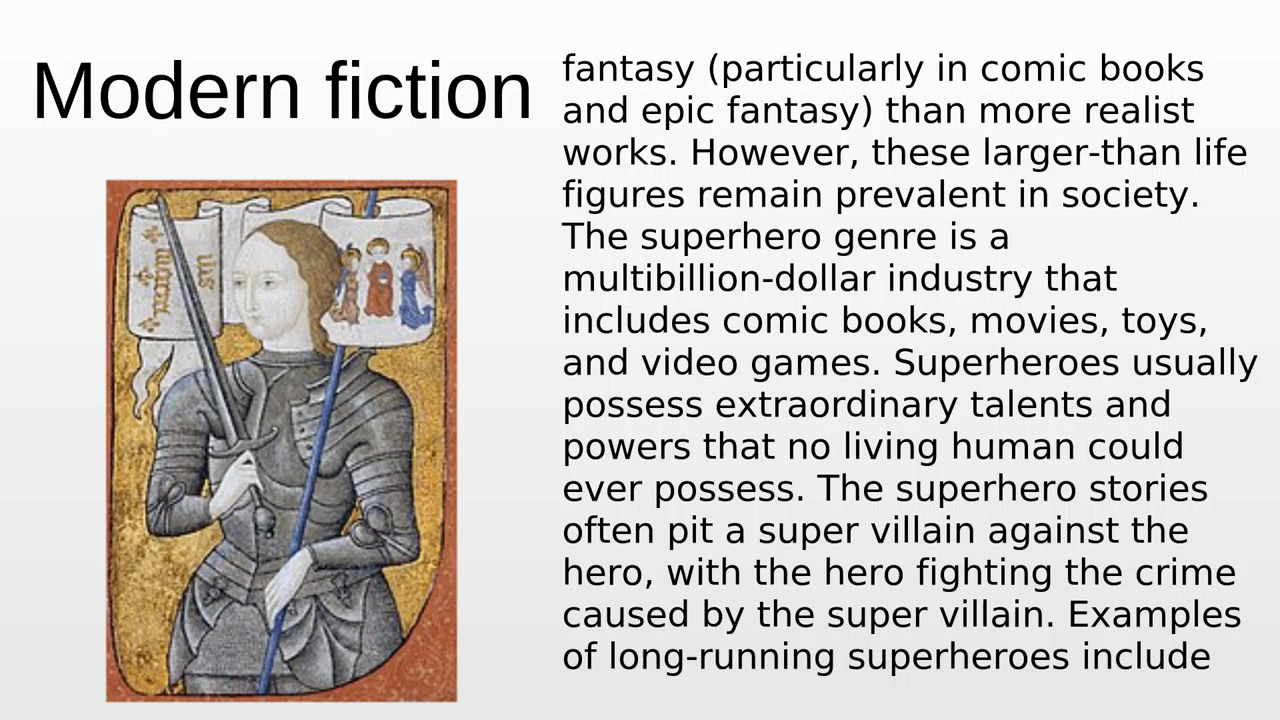 Modern fiction
fantasy (particularly in comic books
and epic fantasy) than more realist
works. However, these larger-than life
figures remain prevalent in society.
The superhero genre is a
multibillion-dollar industry that
includes comic books, movies, toys,
and video games. Superheroes usually
possess extraordinary talents and
powers that no living human could
ever possess. The superhero stories
often pit a super villain against the
hero, with the hero fighting the crime
caused by the super villain. Examples
of long-running superheroes include